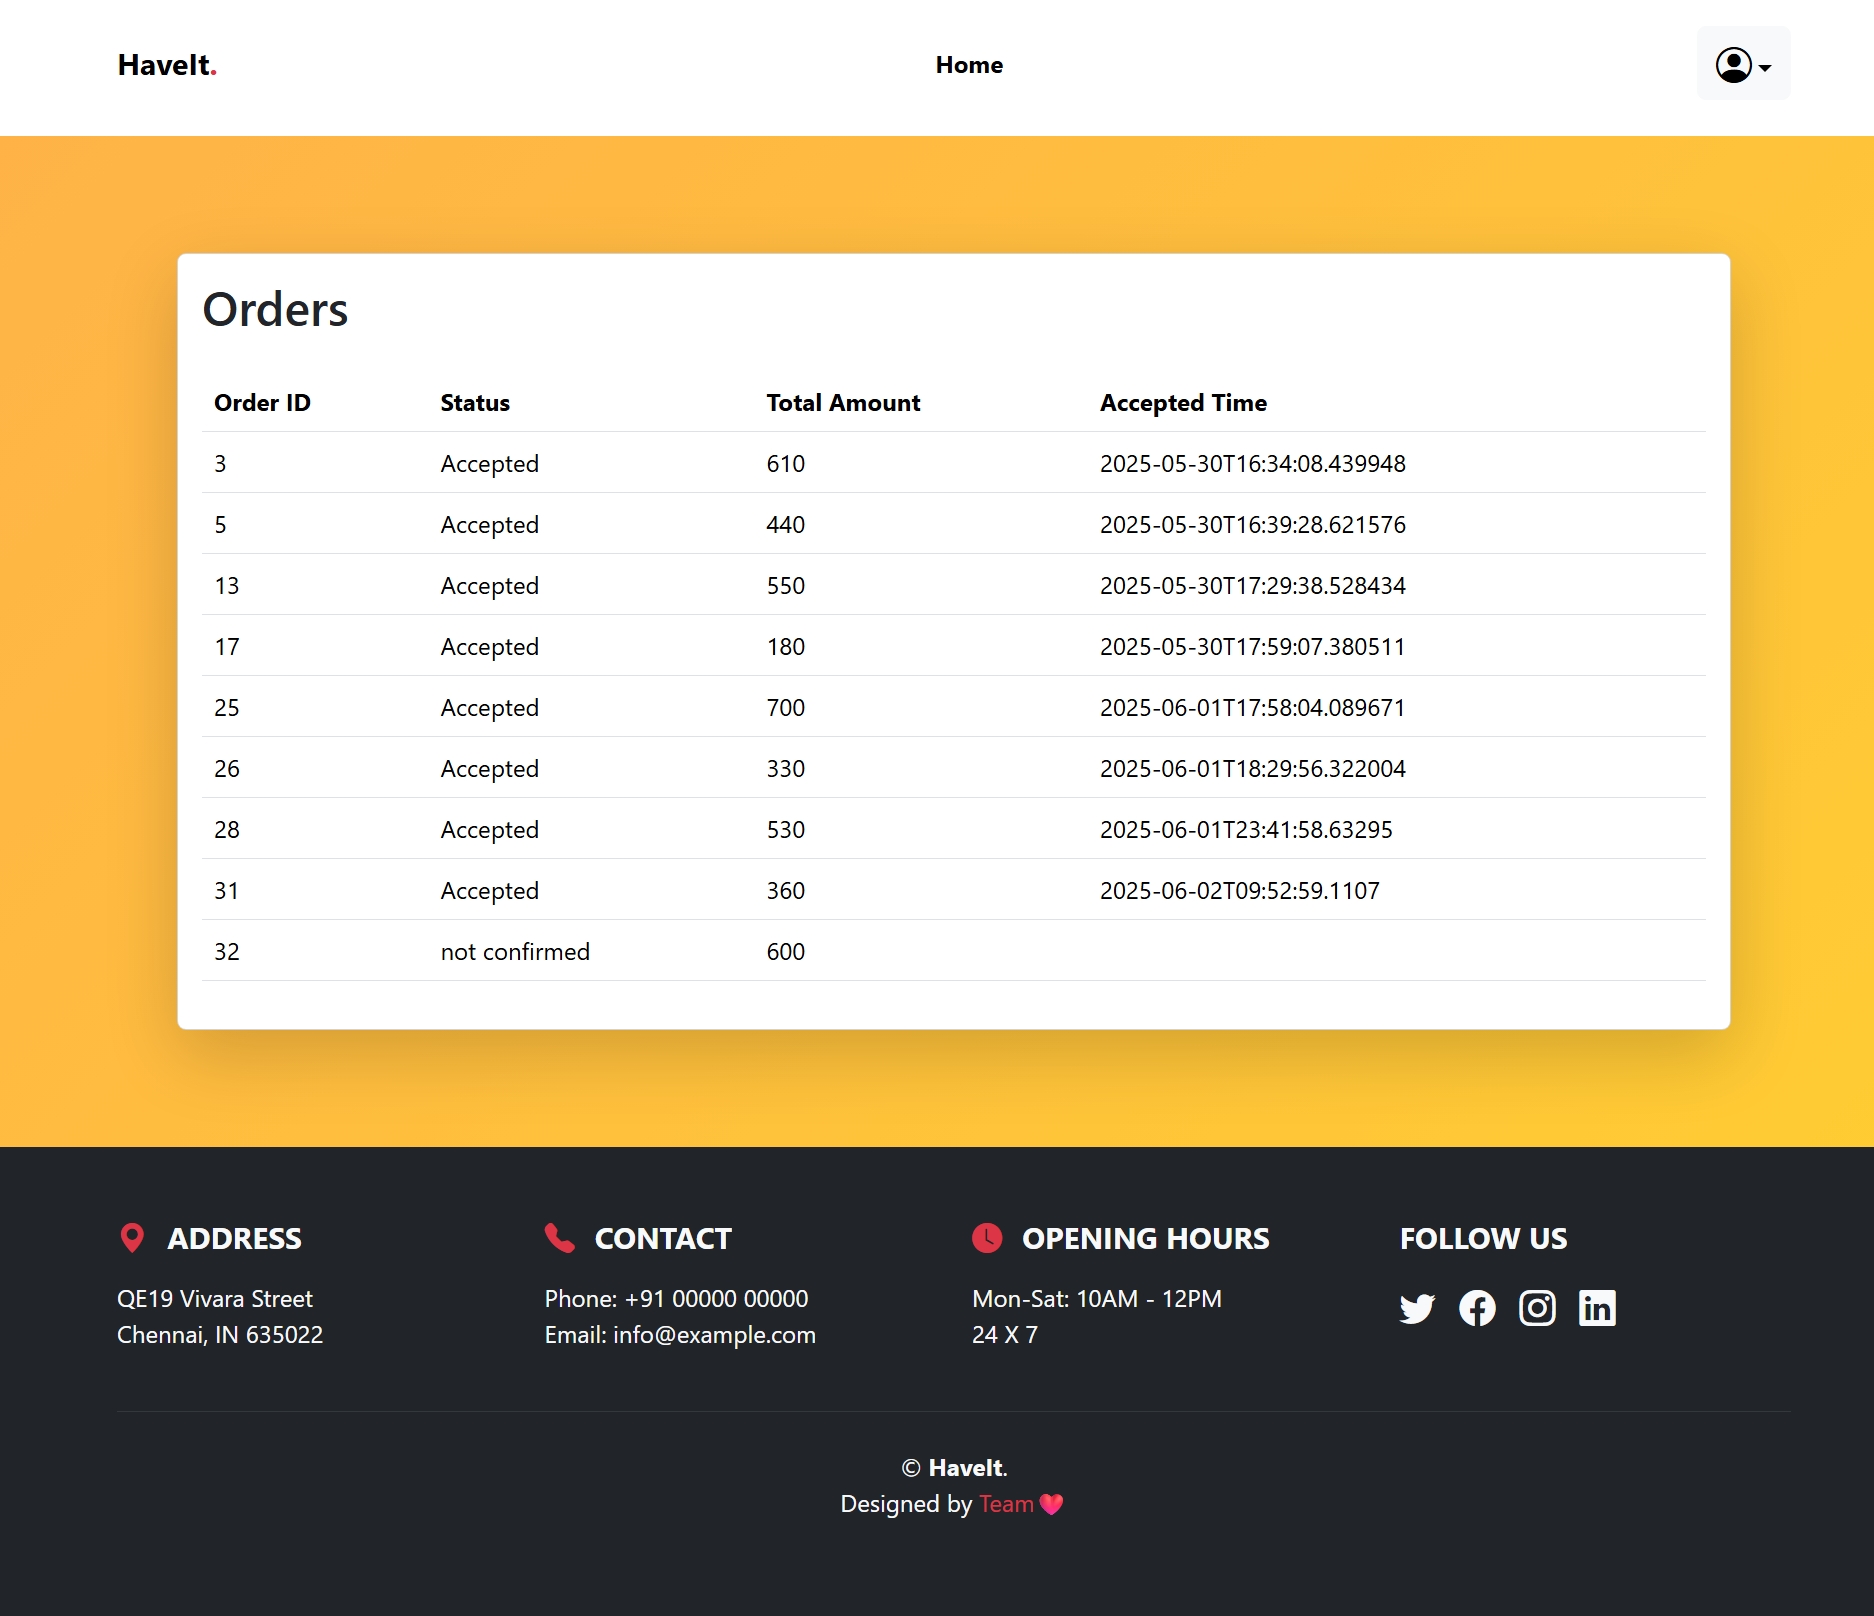 HaveIt.
Home
Orders
Order ID Status Total Amount Accepted Time
3 Accepted 610 2025-05-30T16:34:08.439948
5 Accepted 440 2025-05-30T16:39:28.621576
13 Accepted 550 2025-05-30T17:29:38.528434
17 Accepted 180 2025-05-30T17:59:07.380511
25 Accepted 700 2025-06-01T17:58:04.089671
26 Accepted 330 2025-06-01T18:29:56.322004
28 Accepted 530 2025-06-01T23:41:58.63295
31 Accepted 360 2025-06-02T09:52:59.1107
32 not confirmed 600
ADDRESS
QE19 Vivara Street
Chennai, IN 635022
CONTACT
Phone: +91 00000 00000
Email: info@example.com
OPENING HOURS
Mon-Sat: 10AM - 12PM
24 X 7
FOLLOW US
© HaveIt.
Designed by Team